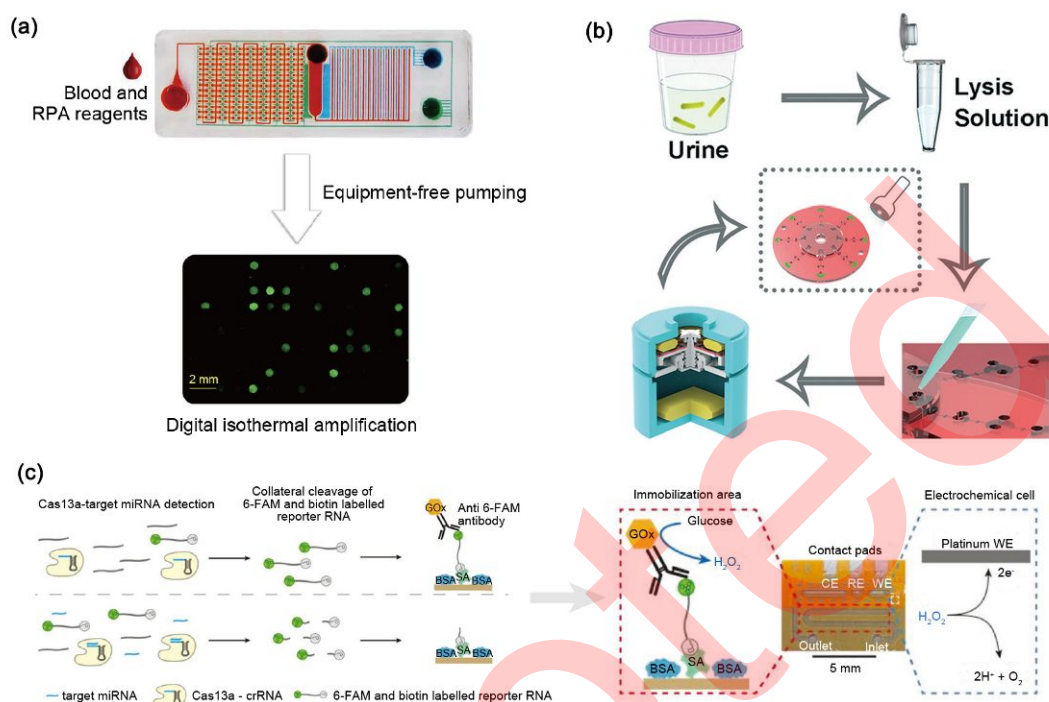 (a)
Blood and
RPA reagents
Equipment-free pumping
2 mm
Digital isothermal amplification
(b)
Urine
Lysis
Solution
(c)
Cas13a-target miRNA detection
Collateral cleavage of
6-FAM and biotin labelled
reporter RNA
GOx
Anti 6-FAM
antibody
BSA SA BSA
BSA SA BSA
target miRNA
Cas13a - crRNA
6-FAM and biotin labelled reporter RNA
Immobilization area
GOx
Glucose
H₂O₂
BSA SA BSA
Contact pads
CE RE WE
Outlet Inlet
5 mm
Electrochemical cell
Platinum WE
2e⁻
H₂O₂
2H⁺ + O₂